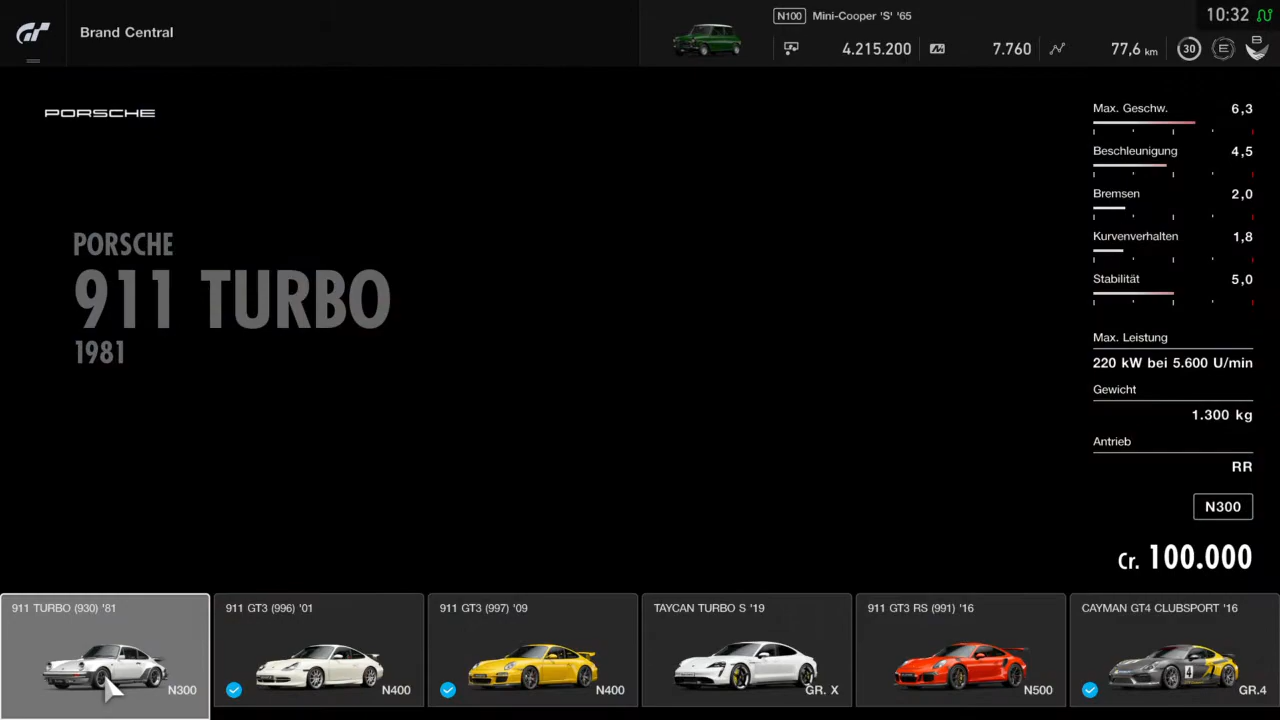 Brand Central
N100 Mini-Cooper 'S' '65
4.215.200 7.760 77,6 km 30 E B
10:32
PORSCHE
PORSCHE
911 TURBO
1981
Max. Geschw. 6,3
Beschleunigung 4,5
Bremsen 2,0
Kurvenverhalten 1,8
Stabilität 5,0
Max. Leistung
220 kW bei 5.600 U/min
Gewicht
1.300 kg
Antrieb
RR
N300
Cr. 100.000
911 TURBO (930) '81
N300
911 GT3 (996) '01
N400
911 GT3 (997) '09
N400
TAYCAN TURBO S '19
GR. X
911 GT3 RS (991) '16
N500
CAYMAN GT4 CLUBSPORT '16
4
GR.4